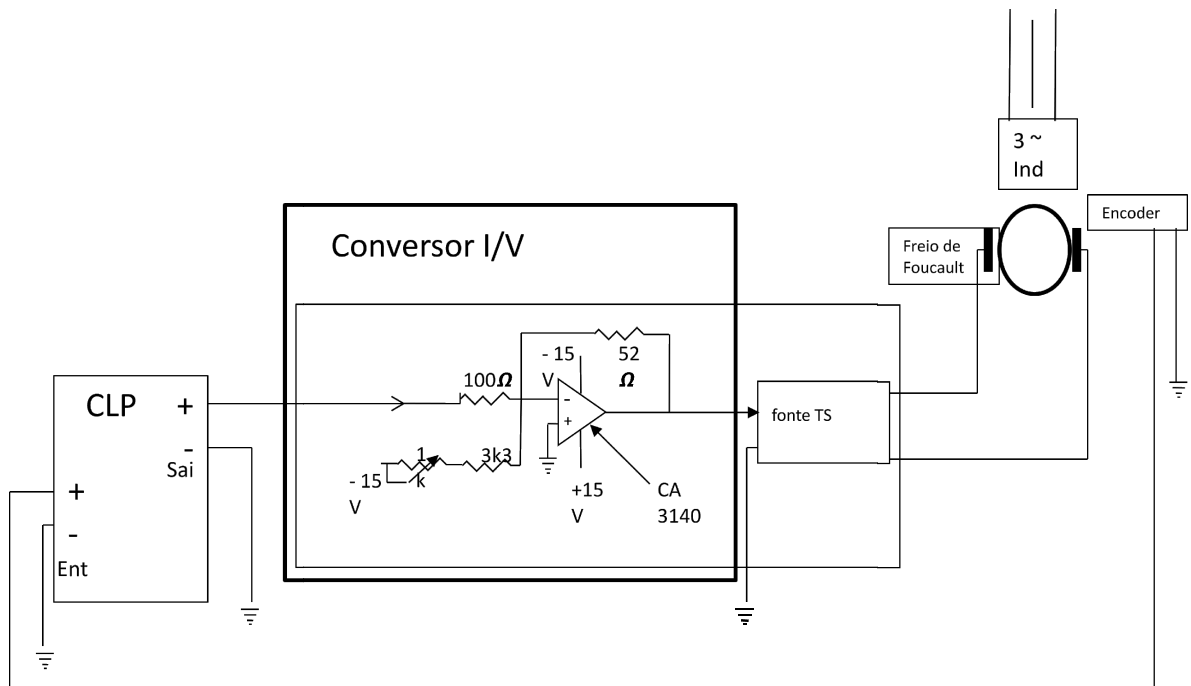 3 ~
Ind
Encoder
Freio de
Foucault
Conversor I/V
- 15
V
52
Ω
100Ω
CLP
+
-
Sai
-
+
fonte TS
1
k
3k3
- 15
V
+15
V
CA
3140
+
-
Ent